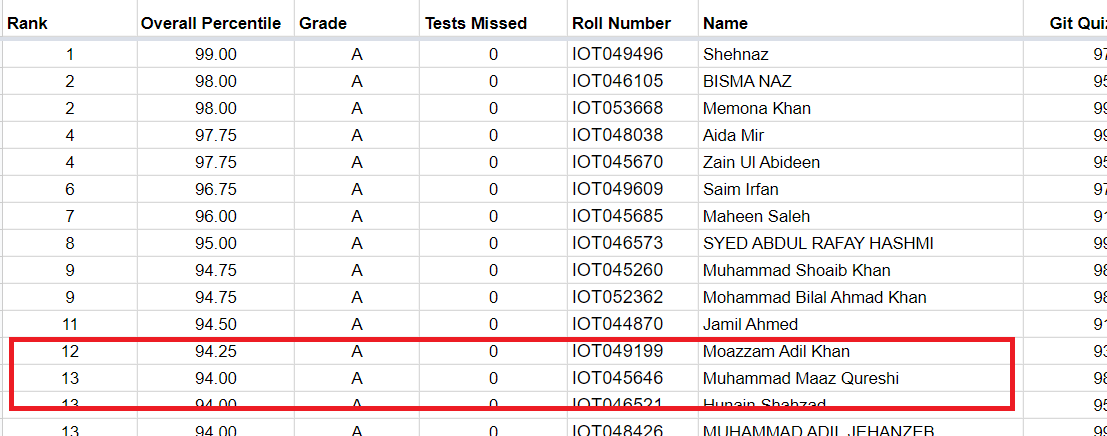 Rank Overall Percentile Grade Tests Missed Roll Number Name Git Quiz
1 99.00 A 0 IOT049496 Shehnaz 97
2 98.00 A 0 IOT046105 BISMA NAZ 95
2 98.00 A 0 IOT053668 Memona Khan 99
4 97.75 A 0 IOT048038 Aida Mir 99
4 97.75 A 0 IOT045670 Zain Ul Abideen 95
6 96.75 A 0 IOT049609 Saim Irfan 97
7 96.00 A 0 IOT045685 Maheen Saleh 91
8 95.00 A 0 IOT046573 SYED ABDUL RAFAY HASHMI 99
9 94.75 A 0 IOT045260 Muhammad Shoaib Khan 98
9 94.75 A 0 IOT052362 Mohammad Bilal Ahmad Khan 98
11 94.50 A 0 IOT044870 Jamil Ahmed 91
12 94.25 A 0 IOT049199 Moazzam Adil Khan 93
13 94.00 A 0 IOT045646 Muhammad Maaz Qureshi 98
13 94.00 A 0 IOT046521 Hunain Shahzad 95
13 94.00 A 0 IOT048426 MUHAMMAD ADIL JEHANZEB 99